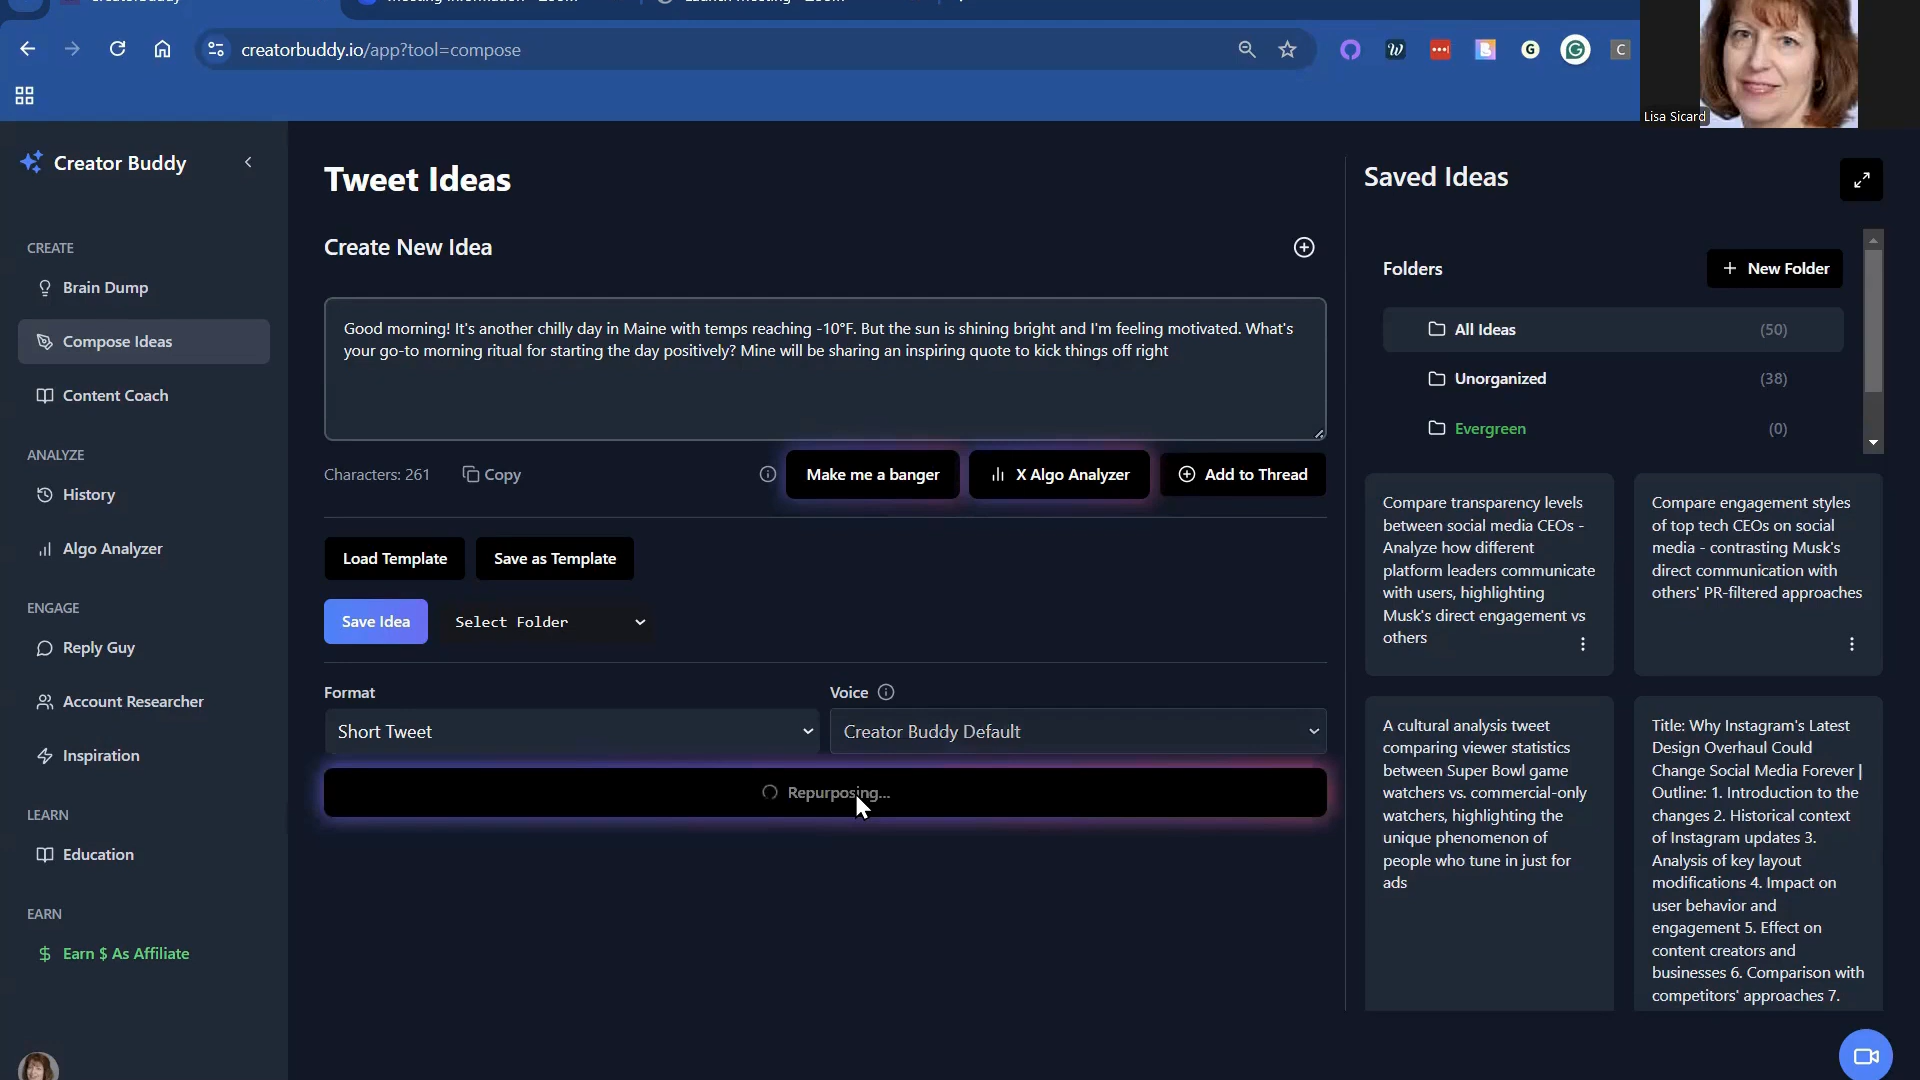 creatorbuddy.io/app?tool=compose
W
G
C
Lisa Sicard
Creator Buddy
CREATE
Brain Dump
Compose Ideas
Content Coach
ANALYZE
History
Algo Analyzer
ENGAGE
Reply Guy
Account Researcher
Inspiration
LEARN
Education
EARN
$ Earn $ As Affiliate
Tweet Ideas
Create New Idea
Good morning! It's another chilly day in Maine with temps reaching -10°F. But the sun is shining bright and I'm feeling motivated. What's
your go-to morning ritual for starting the day positively? Mine will be sharing an inspiring quote to kick things off right
Characters: 261
Copy
Make me a banger
X Algo Analyzer
Add to Thread
Load Template
Save as Template
Save Idea
Select Folder
Format
Voice
Short Tweet
Creator Buddy Default
Repurposing...
Saved Ideas
Folders
+ New Folder
All Ideas (50)
Unorganized (38)
Evergreen (0)
Compare transparency levels
between social media CEOs -
Analyze how different
platform leaders communicate
with users, highlighting
Musk's direct engagement vs
others
Compare engagement styles
of top tech CEOs on social
media - contrasting Musk's
direct communication with
others' PR-filtered approaches
A cultural analysis tweet
comparing viewer statistics
between Super Bowl game
watchers vs. commercial-only
watchers, highlighting the
unique phenomenon of
people who tune in just for
ads
Title: Why Instagram's Latest
Design Overhaul Could
Change Social Media Forever |
Outline: 1. Introduction to the
changes 2. Historical context
of Instagram updates 3.
Analysis of key layout
modifications 4. Impact on
user behavior and
engagement 5. Effect on
content creators and
businesses 6. Comparison with
competitors' approaches 7.